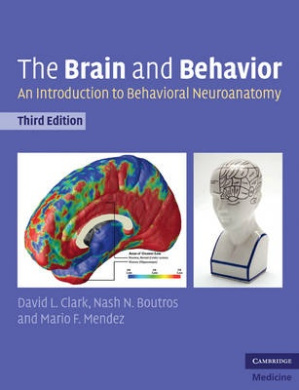 The Brain and Behavior
An Introduction to Behavioral Neuroanatomy
Third Edition
David L. Clark, Nash N. Boutros
and Mario F. Mendez
CAMBRIDGE
Medicine